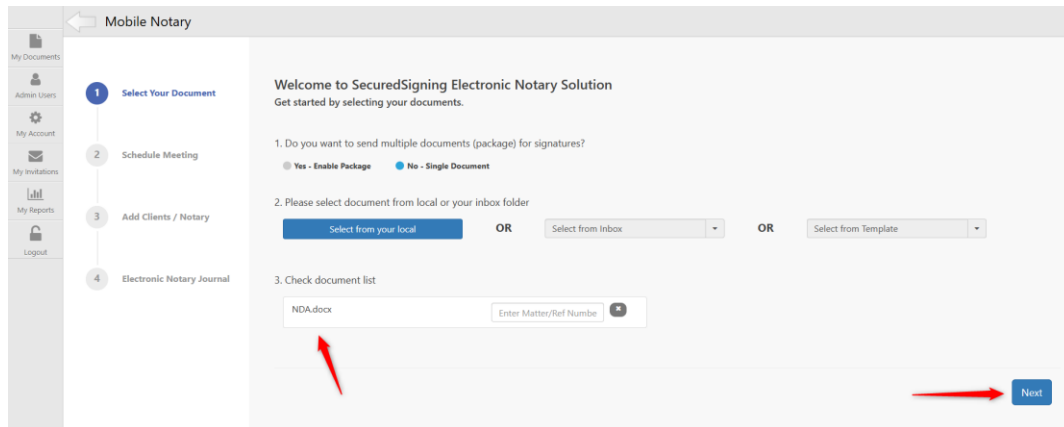 Mobile Notary
My Documents
Admin Users
My Account
My Invitations
My Reports
Logout
1 Select Your Document
2 Schedule Meeting
3 Add Clients / Notary
4 Electronic Notary Journal
Welcome to SecuredSigning Electronic Notary Solution
Get started by selecting your documents.
1. Do you want to send multiple documents (package) for signatures?
Yes - Enable Package No - Single Document
2. Please select document from local or your inbox folder
Select from your local OR Select from Inbox OR Select from Template
3. Check document list
NDA.docx Enter Matter/Ref Numbe
Next